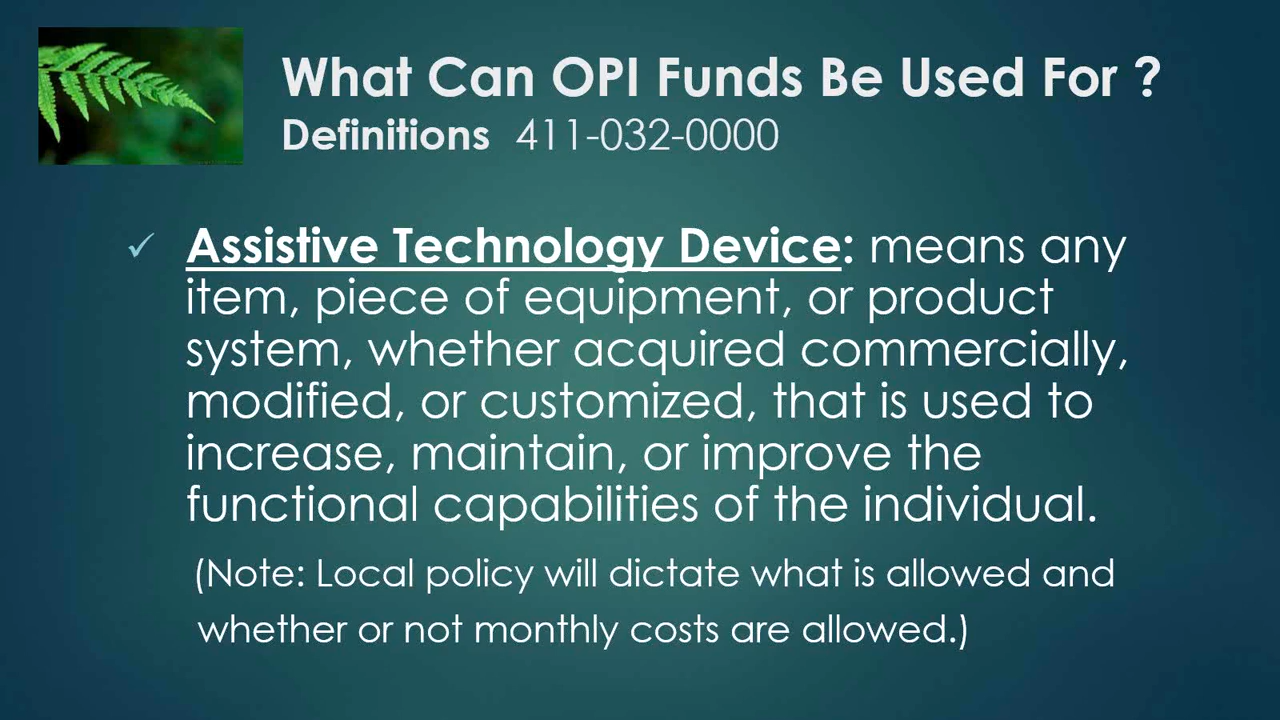 What Can OPI Funds Be Used For ?
Definitions 411-032-0000
✓ Assistive Technology Device: means any
item, piece of equipment, or product
system, whether acquired commercially,
modified, or customized, that is used to
increase, maintain, or improve the
functional capabilities of the individual.
(Note: Local policy will dictate what is allowed and
whether or not monthly costs are allowed.)